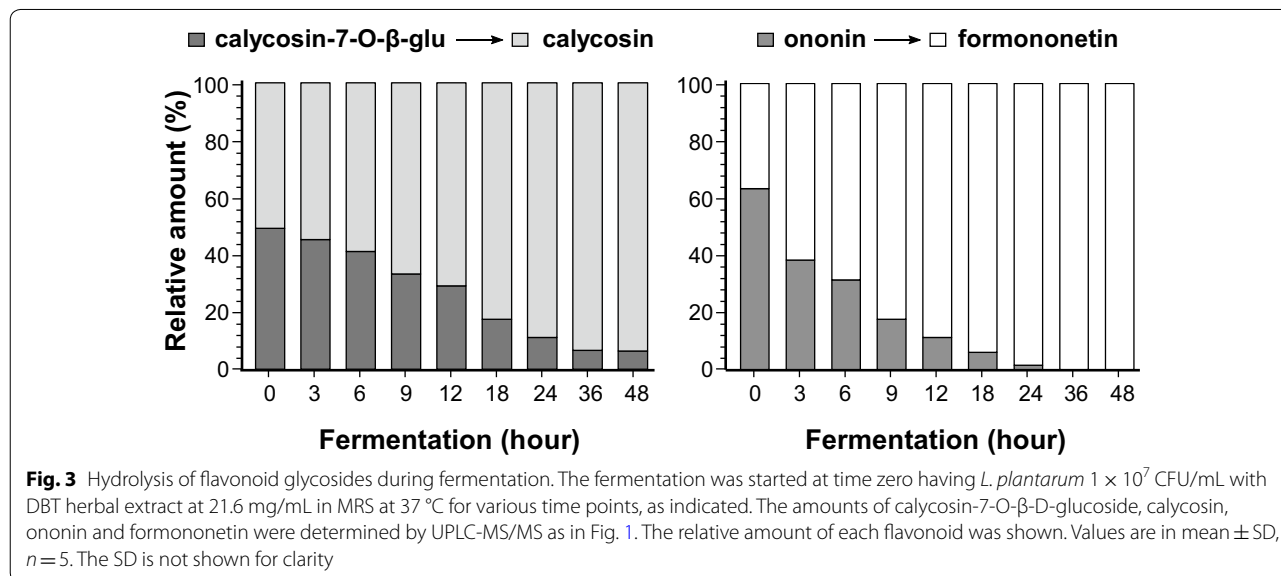 calycosin-7-O-β-glu → calycosin
ononin → formononetin
Relative amount (%)
100
80
60
40
20
0
0 3 6 9 12 18 24 36 48
Fermentation (hour)
100
80
60
40
20
0
0 3 6 9 12 18 24 36 48
Fermentation (hour)
Fig. 3 Hydrolysis of flavonoid glycosides during fermentation. The fermentation was started at time zero having L. plantarum 1 × 10⁷ CFU/mL with
DBT herbal extract at 21.6 mg/mL in MRS at 37 °C for various time points, as indicated. The amounts of calycosin-7-O-β-D-glucoside, calycosin,
ononin and formononetin were determined by UPLC-MS/MS as in Fig. 1. The relative amount of each flavonoid was shown. Values are in mean ± SD,
n = 5. The SD is not shown for clarity